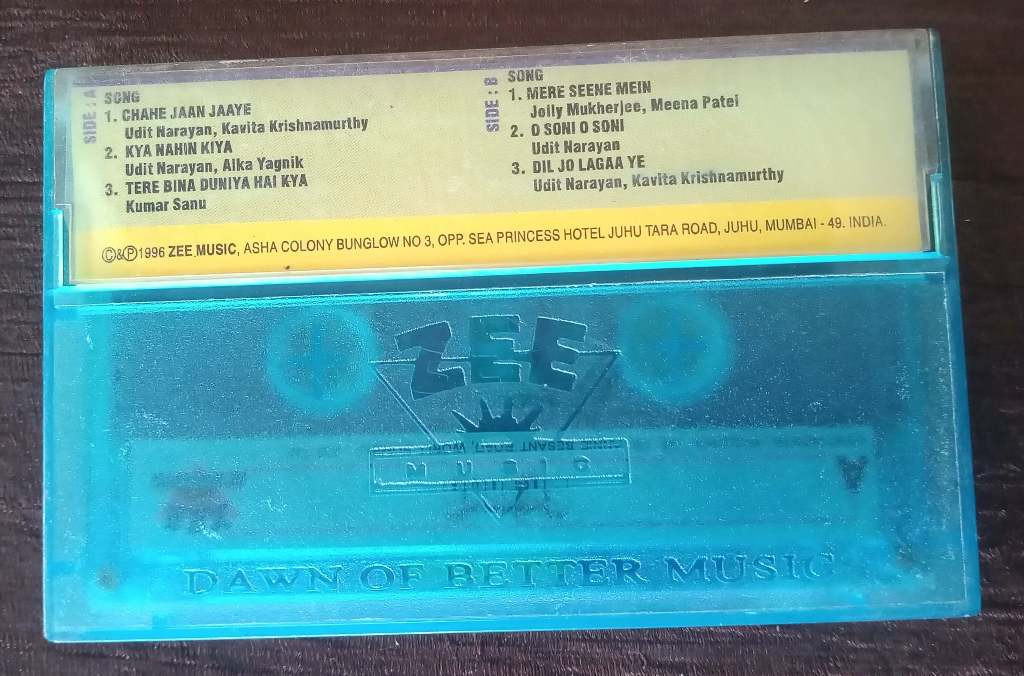 SIDE : A
SONG
1. CHAHE JAAN JAAYE
Udit Narayan, Kavita Krishnamurthy
2. KYA NAHIN KIYA
Udit Narayan, Alka Yagnik
3. TERE BINA DUNIYA HAI KYA
Kumar Sanu
SIDE : B
SONG
1. MERE SEENE MEIN
Jolly Mukherjee, Meena Patel
2. O SONI O SONI
Udit Narayan
3. DIL JO LAGAA YE
Udit Narayan, Kavita Krishnamurthy
©&℗1996 ZEE MUSIC, ASHA COLONY BUNGLOW NO 3, OPP. SEA PRINCESS HOTEL JUHU TARA ROAD, JUHU, MUMBAI - 49. INDIA.
ZEE
BESANT ROAD,
MUSIC
A
DAWN OF BETTER MUSIC